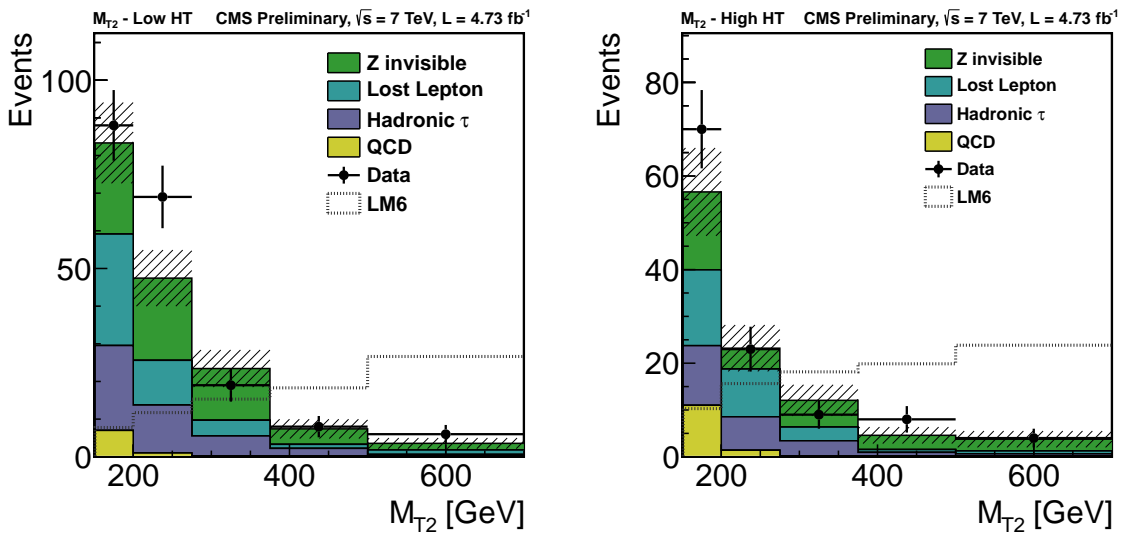 M_T2 - Low HT CMS Preliminary, √s = 7 TeV, L = 4.73 fb⁻¹
Events
100
50
0
Z invisible
Lost Lepton
Hadronic τ
QCD
Data
LM6
200 400 600
M_T2 [GeV]
M_T2 - High HT CMS Preliminary, √s = 7 TeV, L = 4.73 fb⁻¹
Events
80
60
40
20
0
Z invisible
Lost Lepton
Hadronic τ
QCD
Data
LM6
200 400 600
M_T2 [GeV]